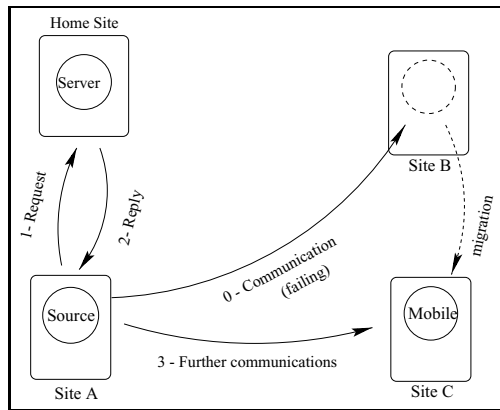 Home Site
Server
Site B
1- Request
2- Reply
migration
0 - Communication
(failing)
Source
Mobile
3 - Further communications
Site A
Site C